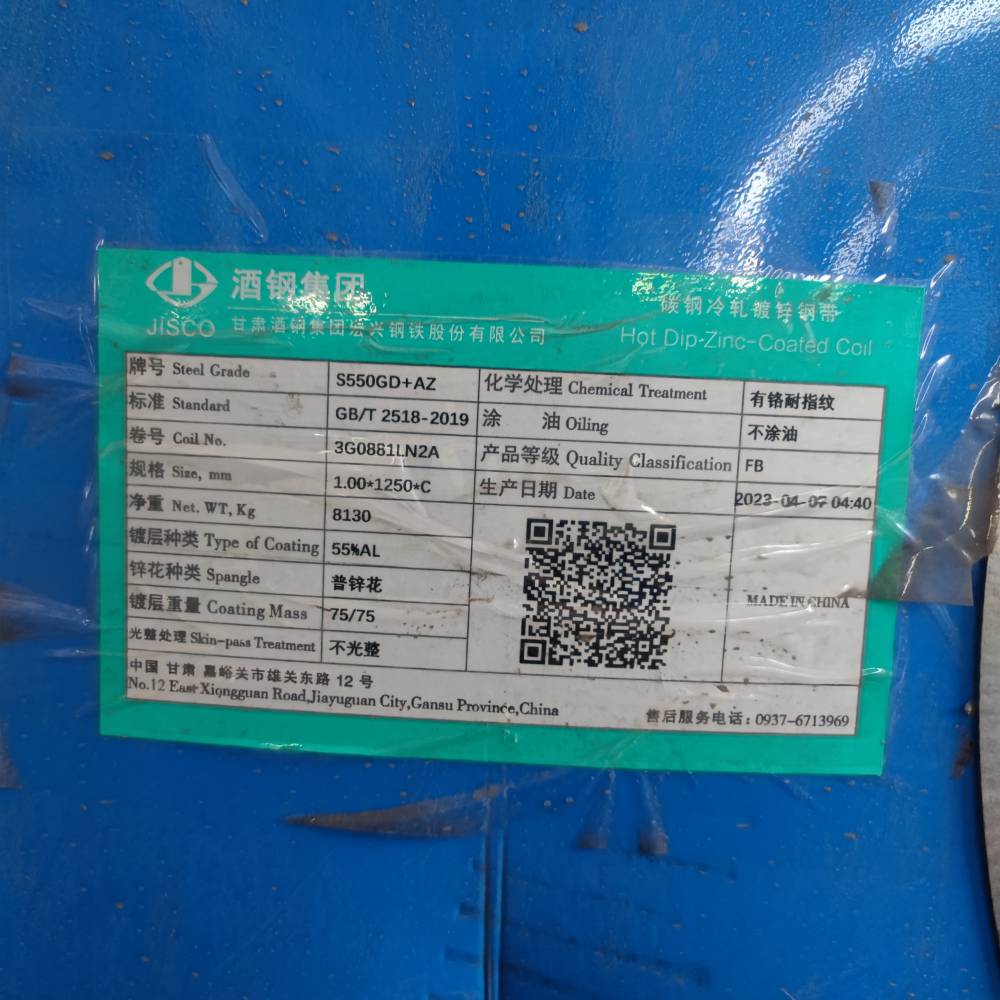 酒钢集团
JISCO 甘肃酒钢集团宏兴钢铁股份有限公司
碳钢冷轧镀锌钢带
Hot Dip-Zinc-Coated Coil
牌号 Steel Grade S550GD+AZ 化学处理 Chemical Treatment 有铬耐指纹
标准 Standard GB/T 2518-2019 涂 油 Oiling 不涂油
卷号 Coil No. 3G0881LN2A 产品等级 Quality Classification FB
规格 Size, mm 1.00*1250*C 生产日期 Date 2023-04-07 04:40
净重 Net. WT, Kg 8130
镀层种类 Type of Coating 55%AL
锌花种类 Spangle 普锌花
镀层重量 Coating Mass 75/75
光整处理 Skin-pass Treatment 不光整
MADE IN CHINA
中国 甘肃 嘉峪关市雄关东路 12 号
No.12 East Xiongguan Road,Jiayuguan City,Gansu Province,China
售后服务电话：0937-6713969